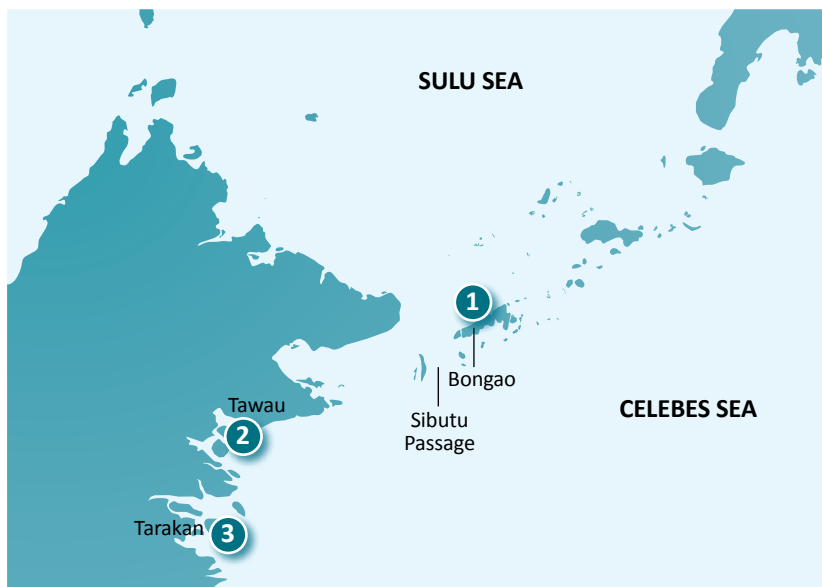 SULU SEA
1
Bongao
Tawau
CELEBES SEA
Sibutu
Passage
2
Tarakan
3